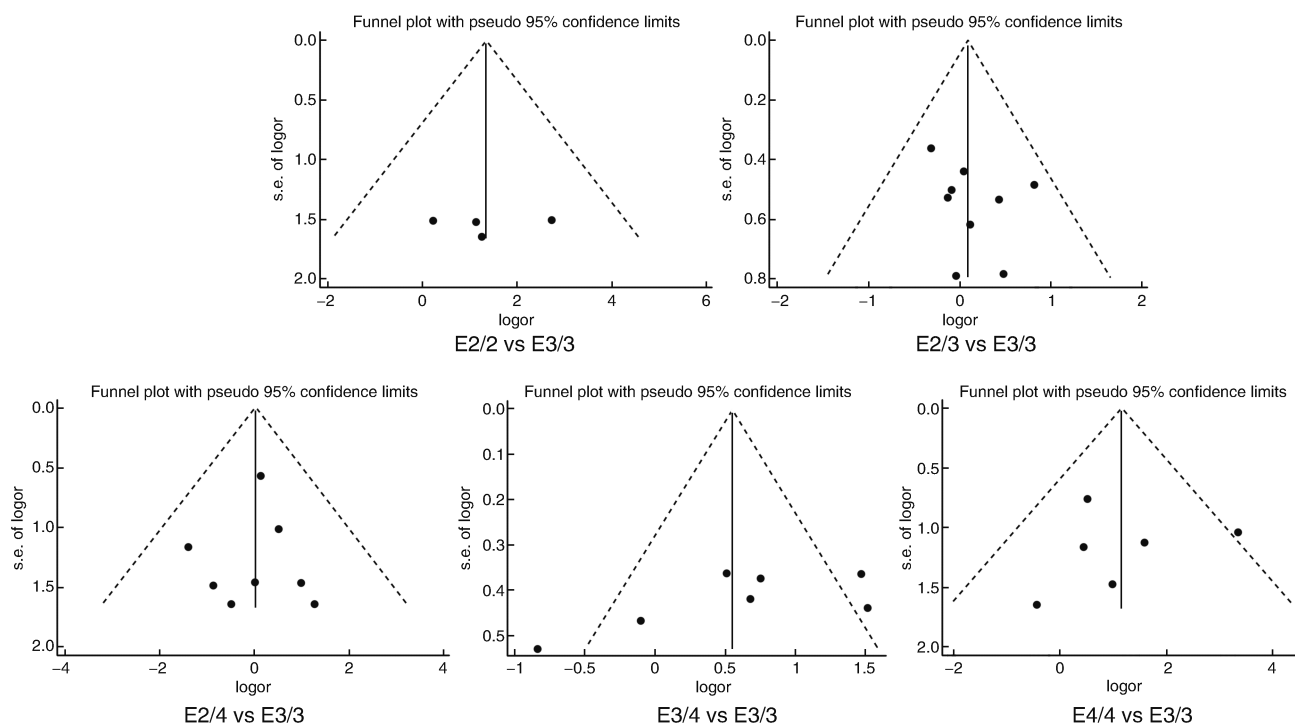 Funnel plot with pseudo 95% confidence limits
s.e. of logor
0.0
0.5
1.0
1.5
2.0
−2 0 2 4 6
logor
E2/2 vs E3/3
Funnel plot with pseudo 95% confidence limits
s.e. of logor
0.0
0.2
0.4
0.6
0.8
−2 −1 0 1 2
logor
E2/3 vs E3/3
Funnel plot with pseudo 95% confidence limits
s.e. of logor
0.0
0.5
1.0
1.5
2.0
−4 −2 0 2 4
logor
E2/4 vs E3/3
Funnel plot with pseudo 95% confidence limits
s.e. of logor
0.0
0.1
0.2
0.3
0.4
0.5
−1 −0.5 0 0.5 1 1.5
logor
E3/4 vs E3/3
Funnel plot with pseudo 95% confidence limits
s.e. of logor
0.0
0.5
1.0
1.5
2.0
−2 0 2 4
logor
E4/4 vs E3/3